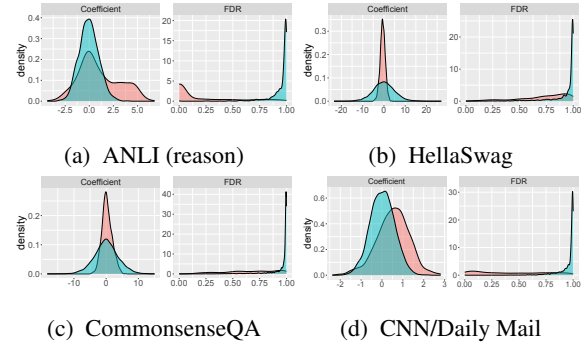 Coefficient FDR
0.4 20
0.3 15
0.2 10
0.1 5
0.0 0
density
-2.5 0.0 2.5 5.0 0.00 0.25 0.50 0.75 1.00
(a) ANLI (reason)
Coefficient FDR
0.3 20
0.2
0.1 10
0.0 0
density
-20 -10 0 10 20 0.00 0.25 0.50 0.75 1.00
(b) HellaSwag
Coefficient FDR
0.2 40
30
0.1 20
10
0.0 0
density
-10 0 10 0.00 0.25 0.50 0.75 1.00
(c) CommonsenseQA
Coefficient FDR
0.6 30
0.4 20
0.2 10
0.0 0
density
-2 -1 0 1 2 3 0.00 0.25 0.50 0.75 1.00
(d) CNN/Daily Mail